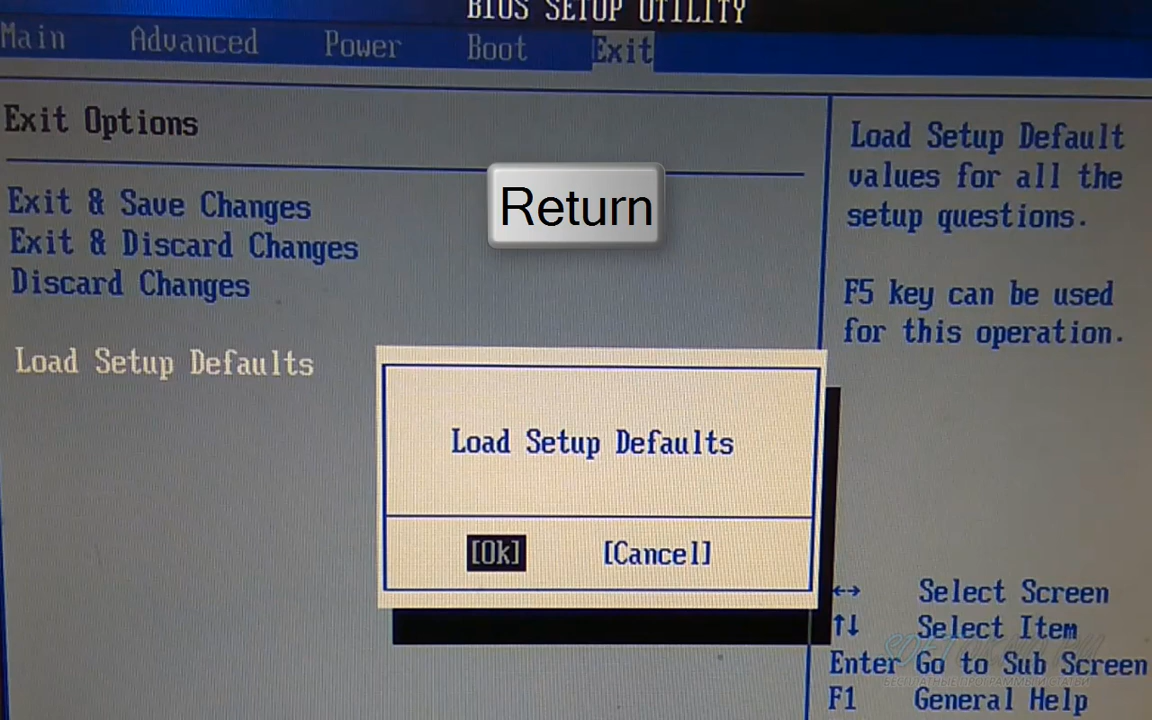 BIOS SETUP UTILITY
Main Advanced Power Boot Exit
Exit Options
Exit & Save Changes
Exit & Discard Changes
Discard Changes
Load Setup Defaults
Return
Load Setup Defaults
[Ok] [Cancel]
Load Setup Default
values for all the
setup questions.
F5 key can be used
for this operation.
↔ Select Screen
↑↓ Select Item
Enter Go to Sub Screen
F1 General Help